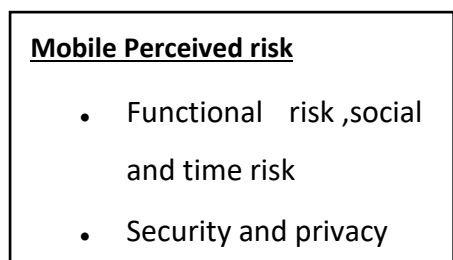 Mobile Perceived risk
• Functional risk ,social
and time risk
• Security and privacy